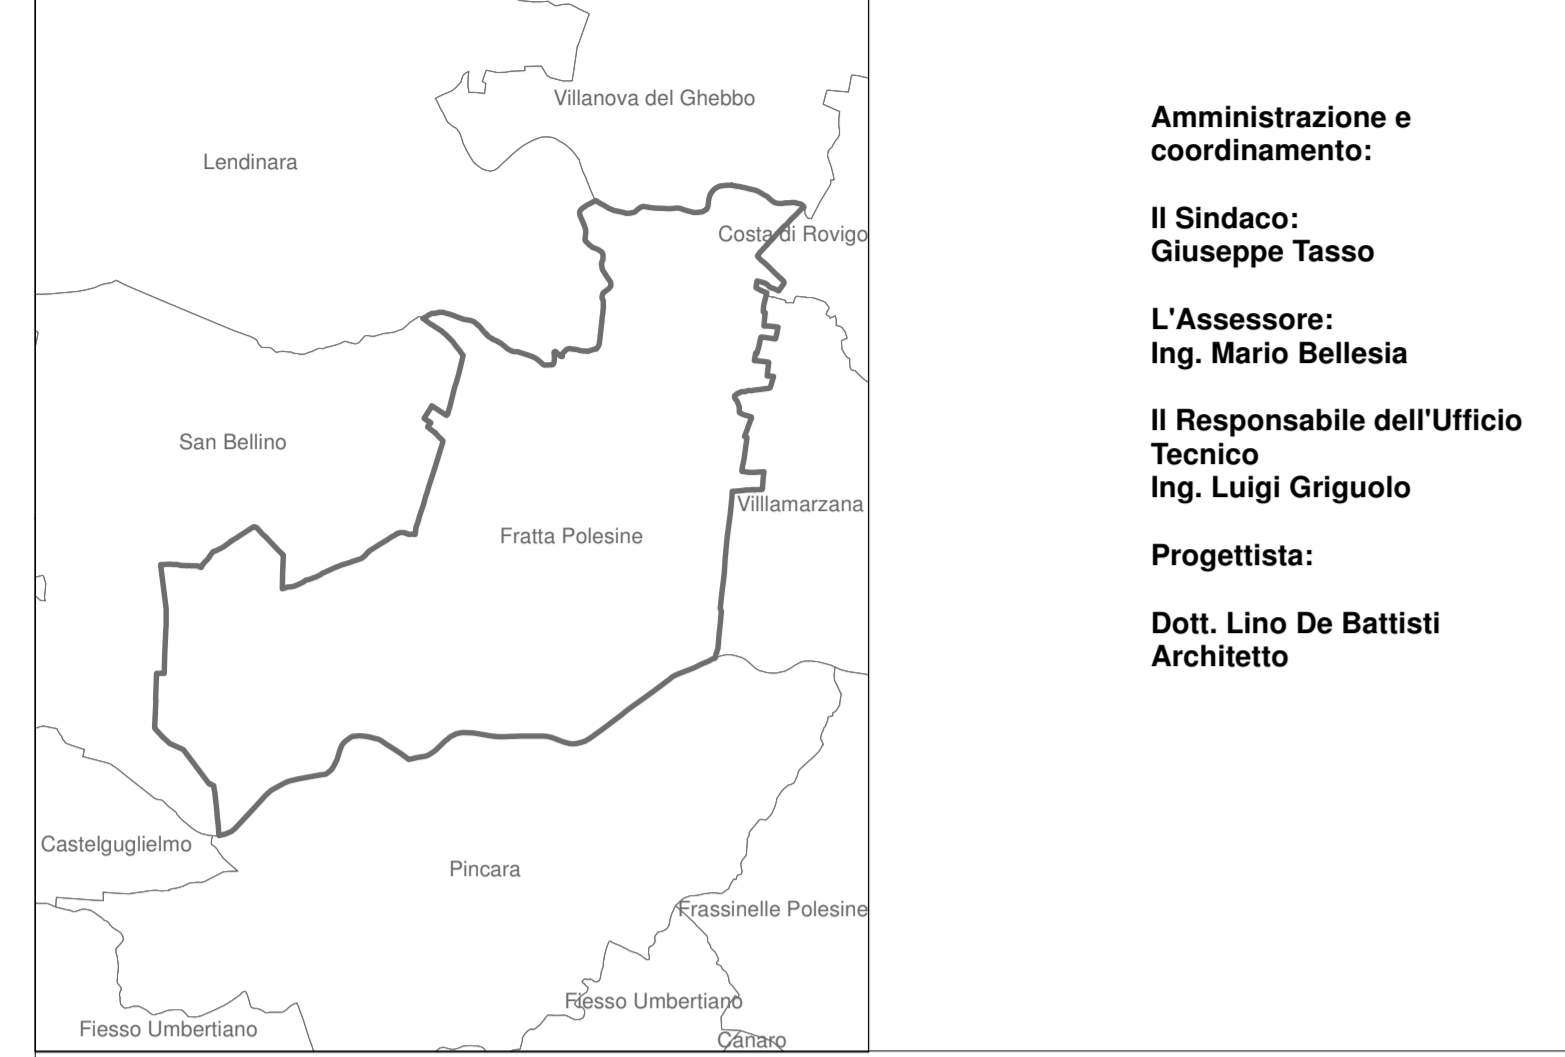 Villanova del Ghebbo
Lendinara
Costa di Rovigo
San Bellino
Villlamarzana
Fratta Polesine
Castelguglielmo
Pincara
Frassinelle Polesine
Fiesso Umbertiano
Fiesso Umbertiano
Canaro
Amministrazione e
coordinamento:
Il Sindaco:
Giuseppe Tasso
L'Assessore:
Ing. Mario Bellesia
Il Responsabile dell'Ufficio
Tecnico
Ing. Luigi Griguolo
Progettista:
Dott. Lino De Battisti
Architetto